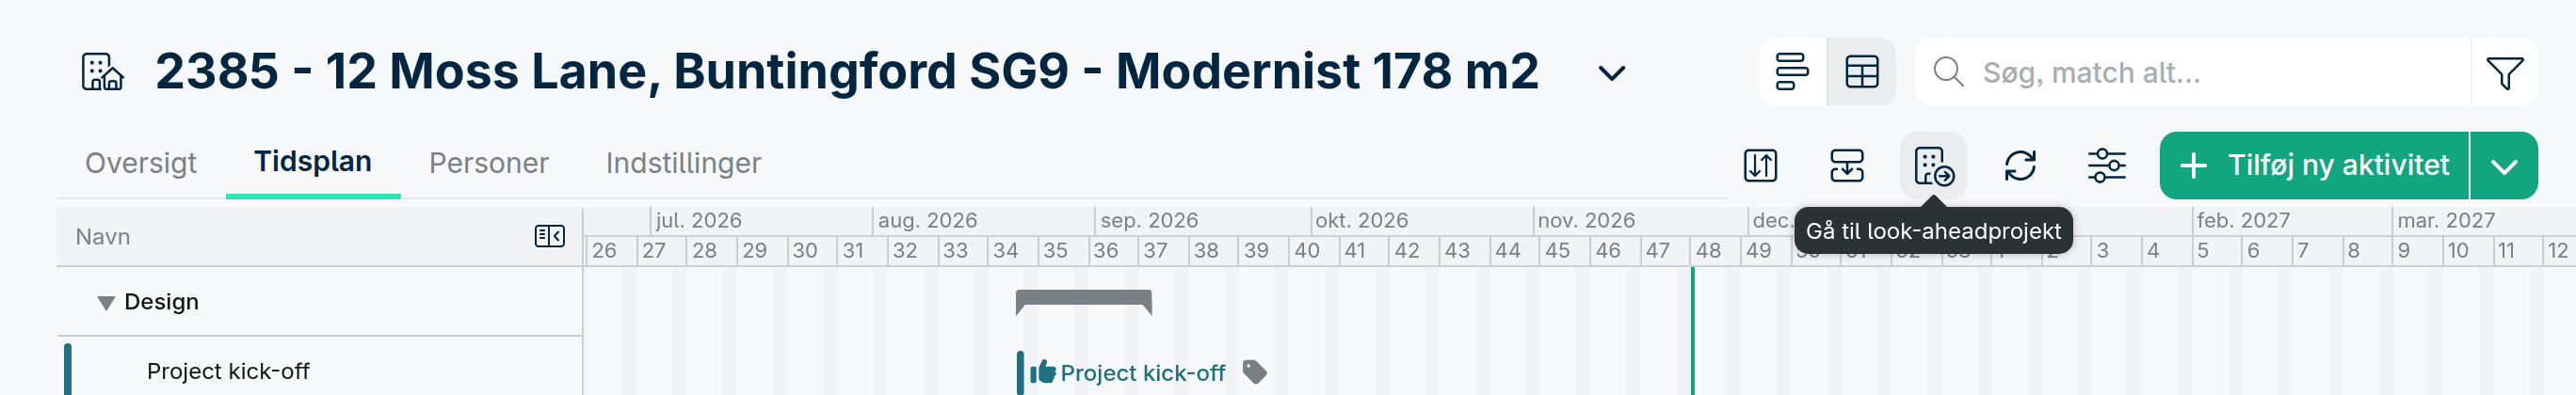 2385 - 12 Moss Lane, Buntingford SG9 - Modernist 178 m2
Søg, match alt...
Oversigt Tidsplan Personer Indstillinger
Tilføj ny aktivitet
Gå til look-aheadprojekt
Navn
jul. 2026 aug. 2026 sep. 2026 okt. 2026 nov. 2026 dec. feb. 2027 mar. 2027
26 27 28 29 30 31 32 33 34 35 36 37 38 39 40 41 42 43 44 45 46 47 48 49 3 4 5 6 7 8 9 10 11 12
Design
Project kick-off Project kick-off